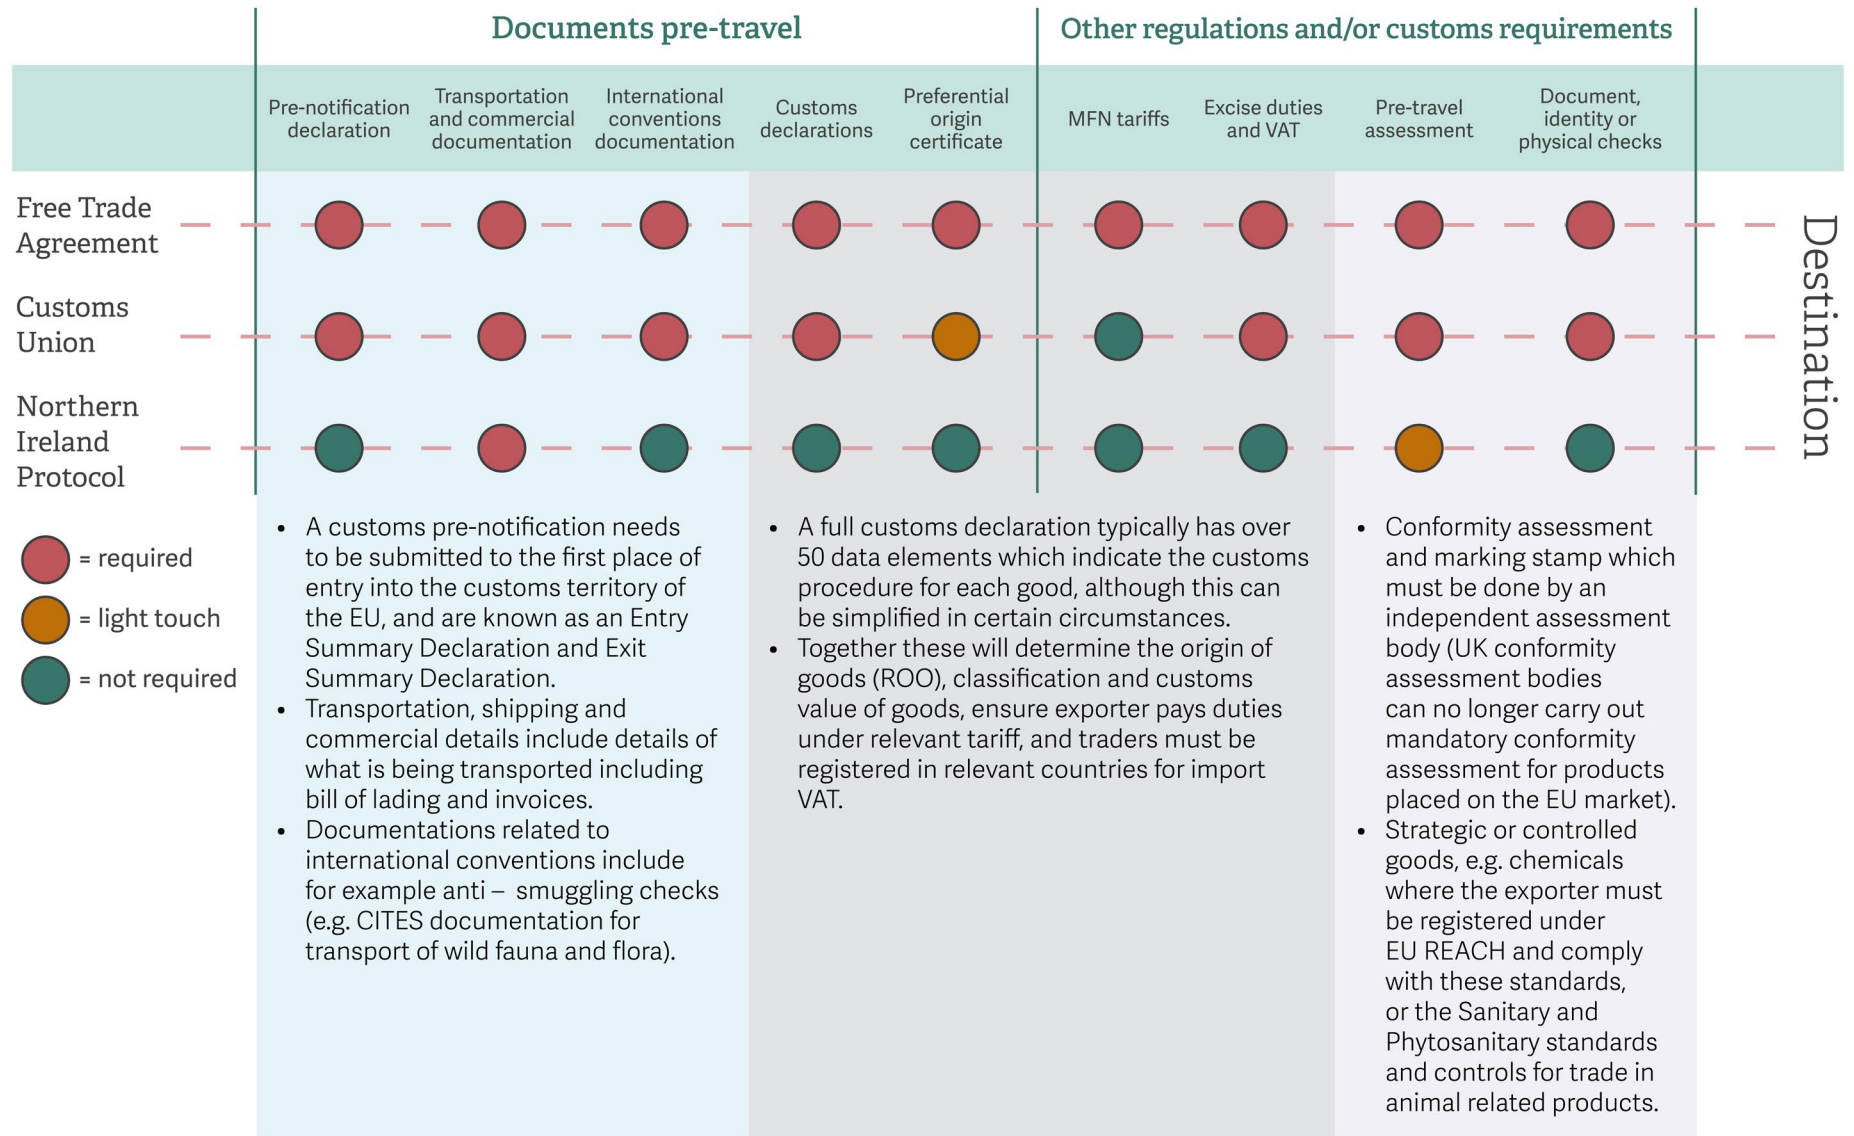 Documents pre-travel
Other regulations and/or customs requirements
Pre-notification
declaration
Transportation
and commercial
documentation
International
conventions
documentation
Customs
declarations
Preferential
origin
certificate
MFN tariffs
Excise duties
and VAT
Pre-travel
assessment
Document,
identity or
physical checks
Free Trade
Agreement
Customs
Union
Northern
Ireland
Protocol
Destination
= required
= light touch
= not required
• A customs pre-notification needs
to be submitted to the first place of
entry into the customs territory of
the EU, and are known as an Entry
Summary Declaration and Exit
Summary Declaration.
• Transportation, shipping and
commercial details include details of
what is being transported including
bill of lading and invoices.
• Documentations related to
international conventions include
for example anti – smuggling checks
(e.g. CITES documentation for
transport of wild fauna and flora).
• A full customs declaration typically has over
50 data elements which indicate the customs
procedure for each good, although this can
be simplified in certain circumstances.
• Together these will determine the origin of
goods (ROO), classification and customs
value of goods, ensure exporter pays duties
under relevant tariff, and traders must be
registered in relevant countries for import
VAT.
• Conformity assessment
and marking stamp which
must be done by an
independent assessment
body (UK conformity
assessment bodies
can no longer carry out
mandatory conformity
assessment for products
placed on the EU market).
• Strategic or controlled
goods, e.g. chemicals
where the exporter must
be registered under
EU REACH and comply
with these standards,
or the Sanitary and
Phytosanitary standards
and controls for trade in
animal related products.